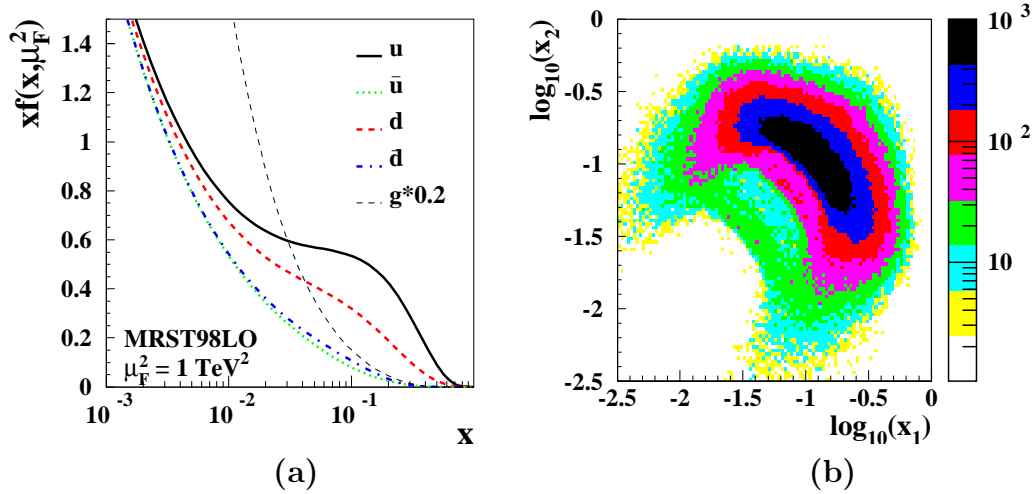 xf(x,μ_F^2)
1.4
1.2
1
0.8
0.6
0.4
0.2
0
u
ū
d
d̄
g*0.2
MRST98LO
μ_F^2 = 1 TeV^2
10^-3
10^-2
10^-1
x
(a)
log10(x2)
0
-0.5
-1
-1.5
-2
-2.5
-2.5
-2
-1.5
-1
-0.5
0
log10(x1)
10^3
10^2
10
(b)